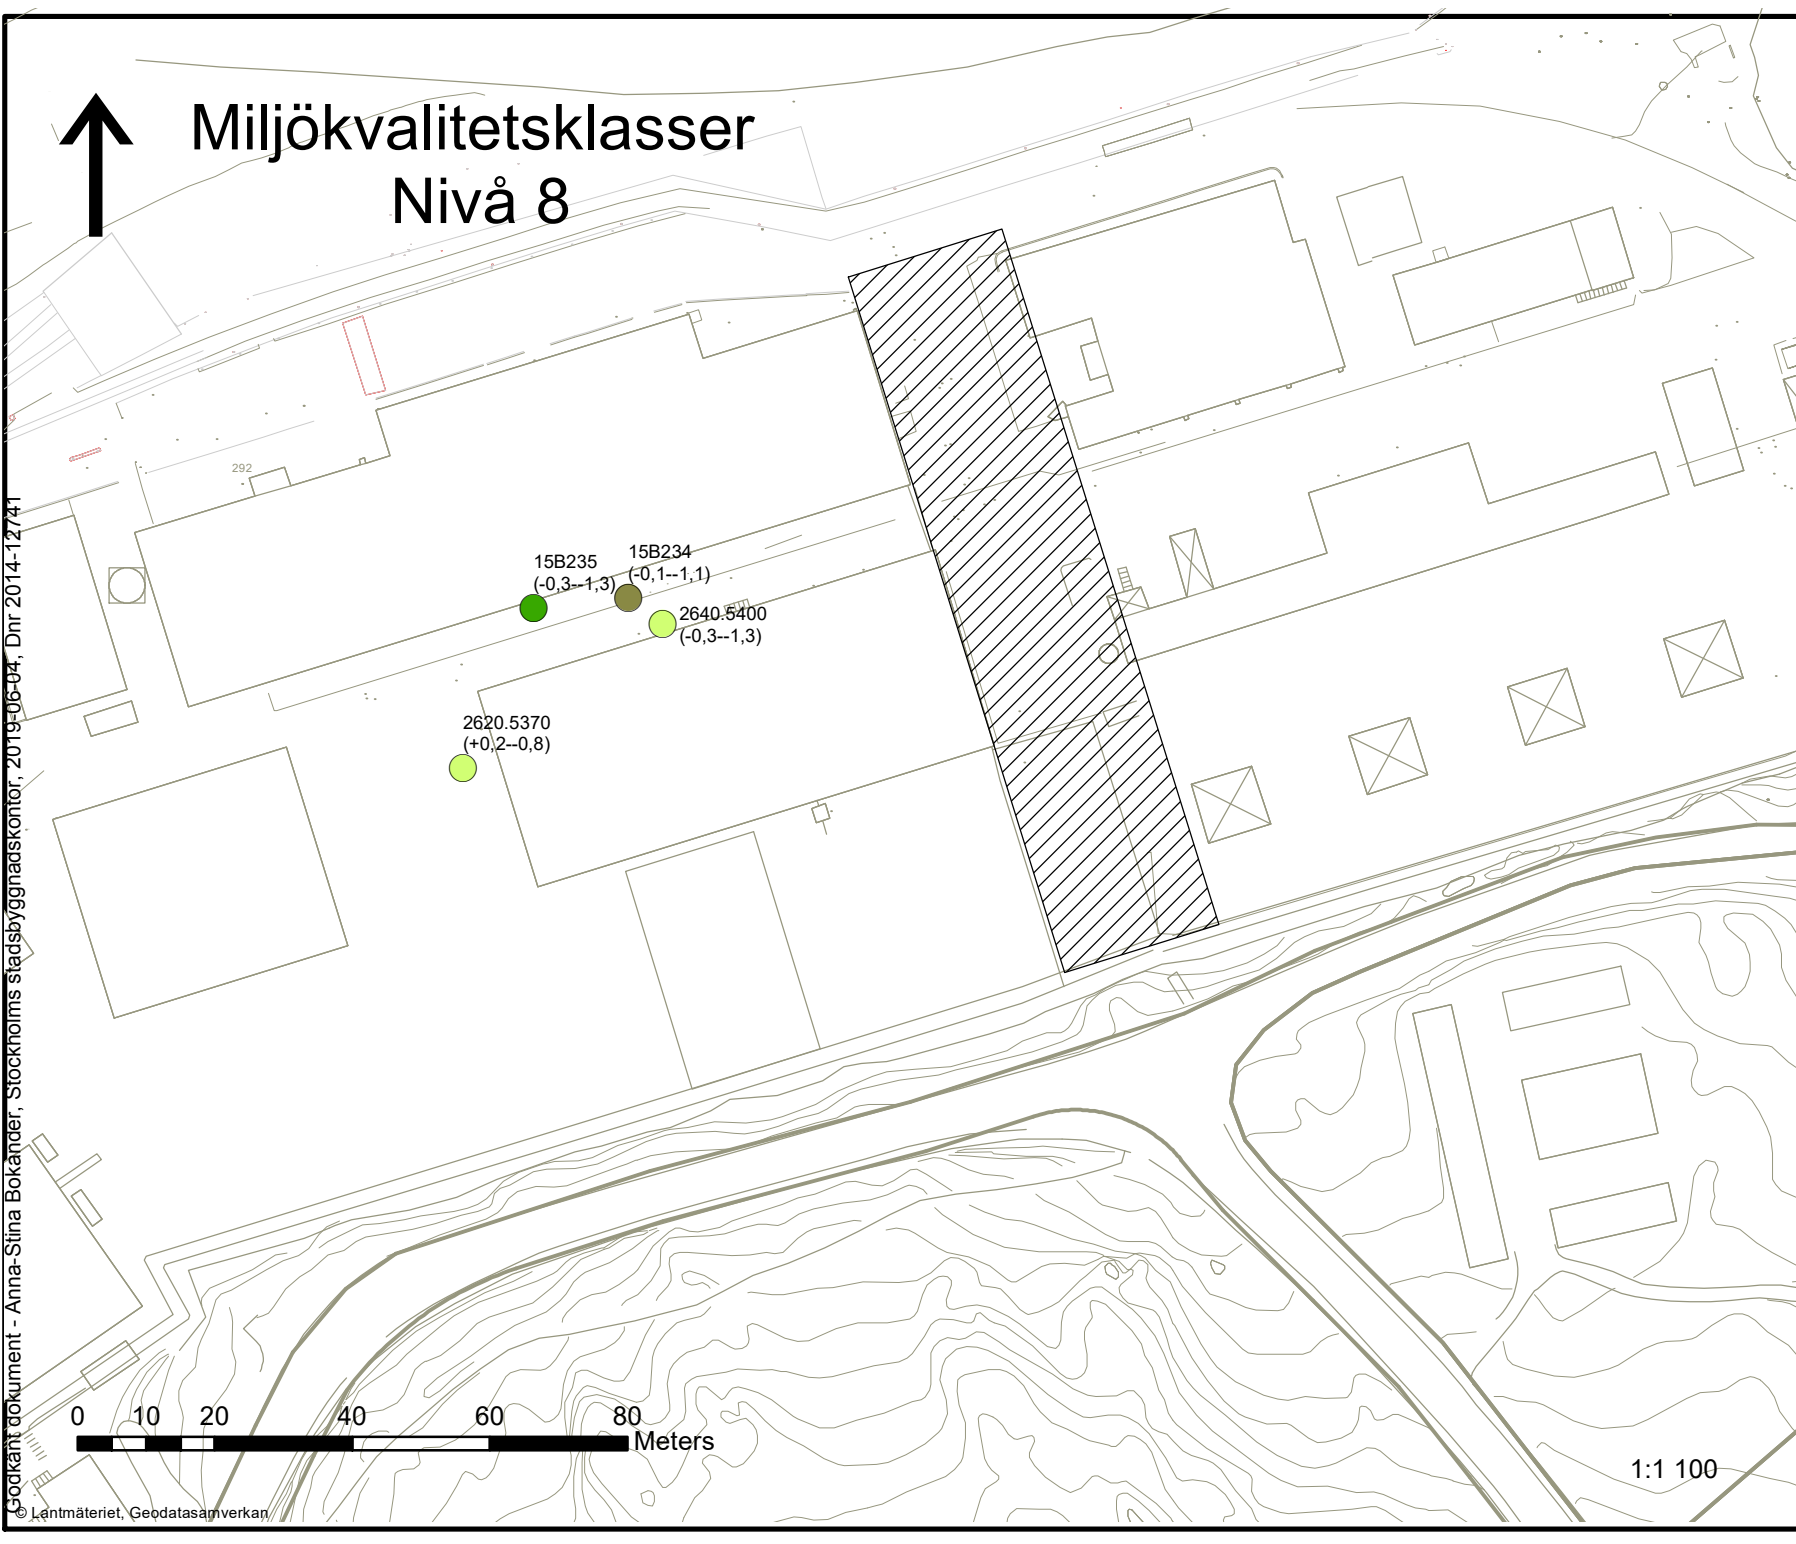 Miljökvalitetsklasser
Nivå 8
292
15B235
(-0,3--1,3)
15B234
(-0,1--1,1)
2640.5400
(-0,3--1,3)
2620.5370
(+0,2--0,8)
Godkänt dokument - Anna-Stina Bokander, Stockholms stadsbyggnadskontor, 2019-06-04, Dnr 2014-12741
0 10 20 40 60 80
Meters
1:1 100
© Lantmäteriet, Geodatasamverkan